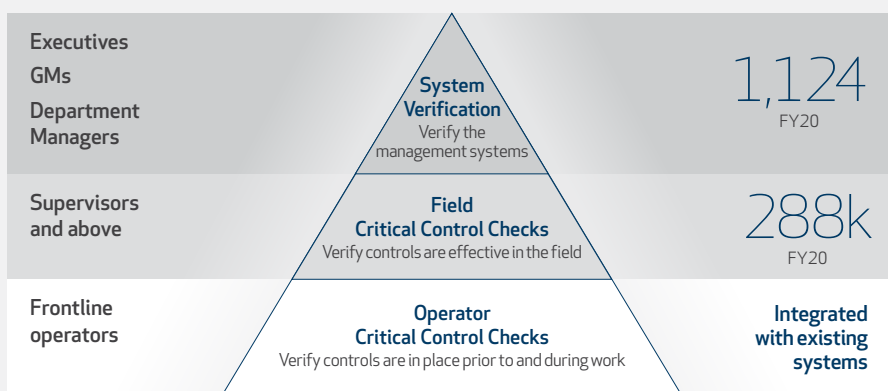 Executives
GMs
Department
Managers
System
Verification
Verify the
management systems
1,124
FY20
Supervisors
and above
Field
Critical Control Checks
Verify controls are effective in the field
288k
FY20
Frontline
operators
Operator
Critical Control Checks
Verify controls are in place prior to and during work
Integrated
with existing
systems